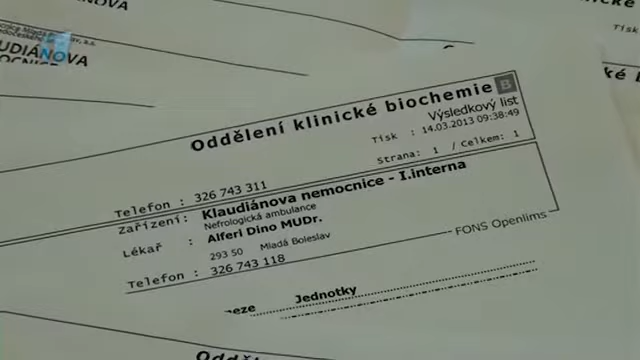 Oddělení klinické biochemie B
Výsledkový list
Tisk : 14.03.2013 09:38:49
Strana: 1 / Celkem: 1
Telefon : 326 743 311
Zařízení: Klaudiánova nemocnice - I.interna
Nefrologická ambulance
Lékař : Alferi Dino MUDr.
293 50 Mladá Boleslav
Telefon : 326 743 118
FONS Openlims
Jednotky
Tisk